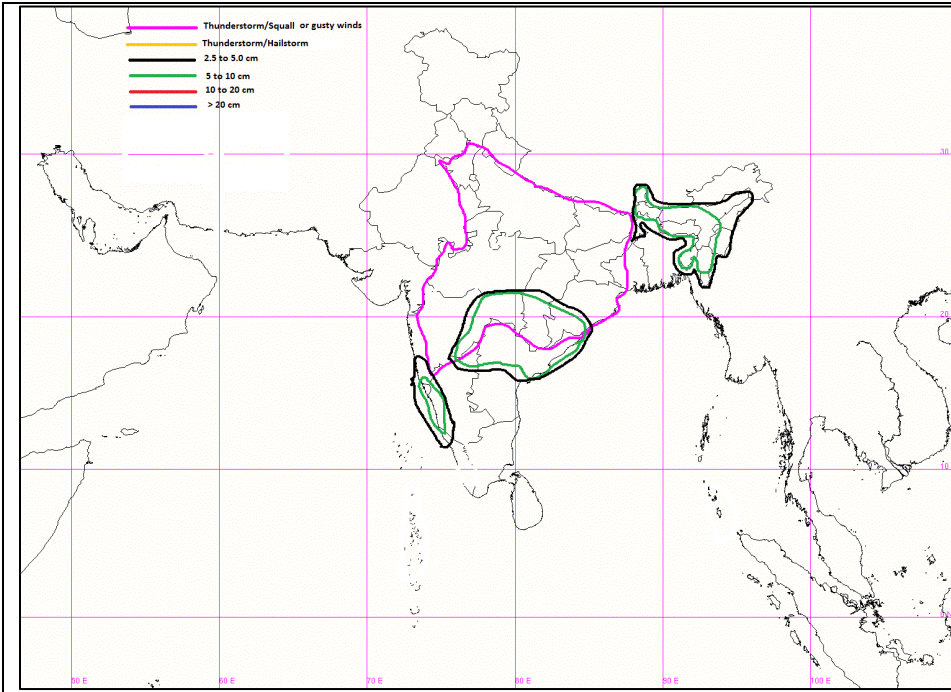 Thunderstorm/Squall or gusty winds
Thunderstorm/Hailstorm
2.5 to 5.0 cm
5 to 10 cm
10 to 20 cm
> 20 cm
30
20
10
50 E
60 E
70 E
80 E
90 E
100 E